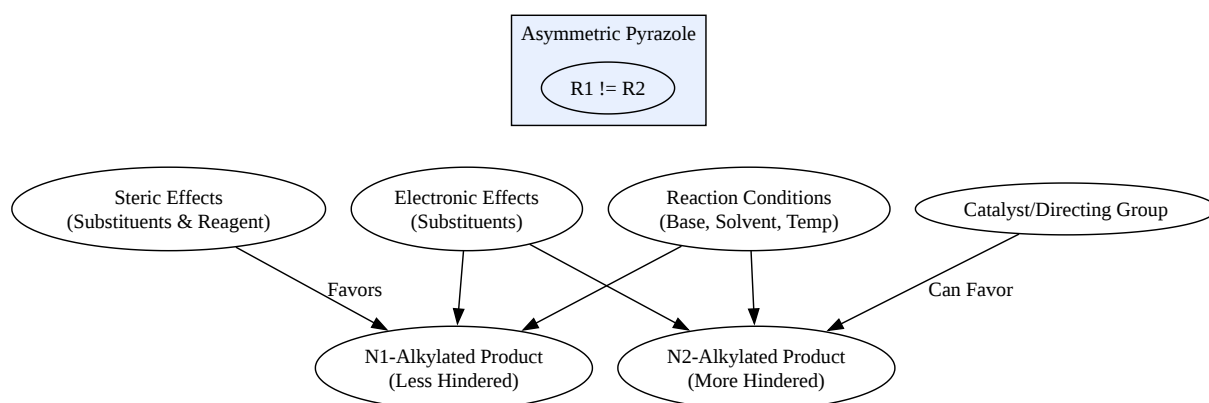 Asymmetric Pyrazole
R1 != R2
Steric Effects
(Substituents & Reagent)
Electronic Effects
(Substituents)
Reaction Conditions
(Base, Solvent, Temp)
Catalyst/Directing Group
Favors
Can Favor
N1-Alkylated Product
(Less Hindered)
N2-Alkylated Product
(More Hindered)